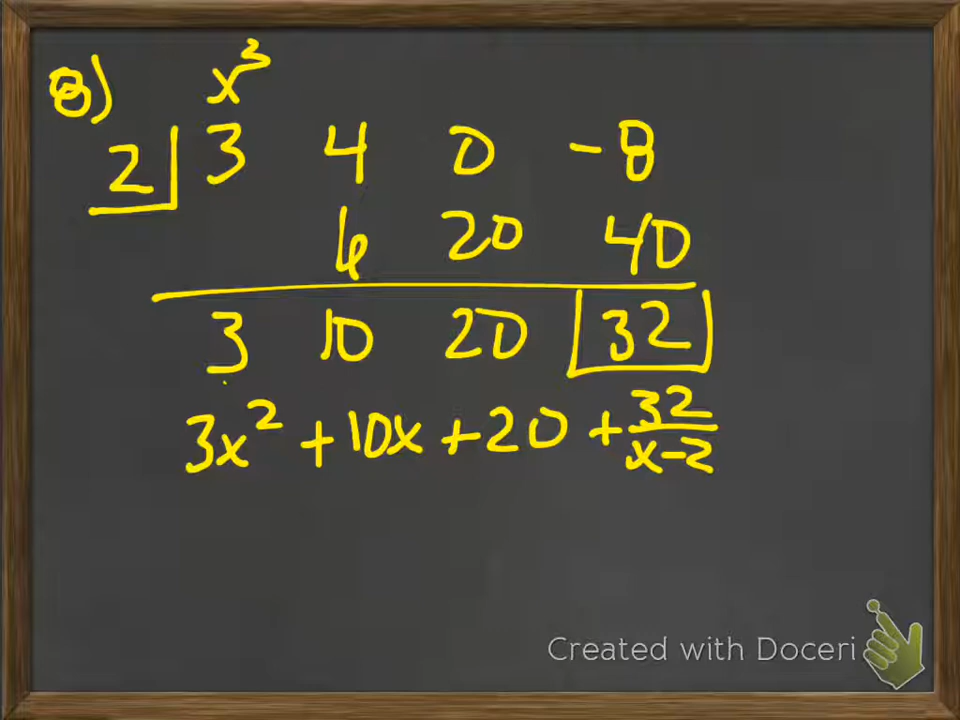 8) x³
2 3 4 0 -8
6 20 40
3 10 20 32
3x² + 10x + 20 + 32/(x-2)
Created with Doceri